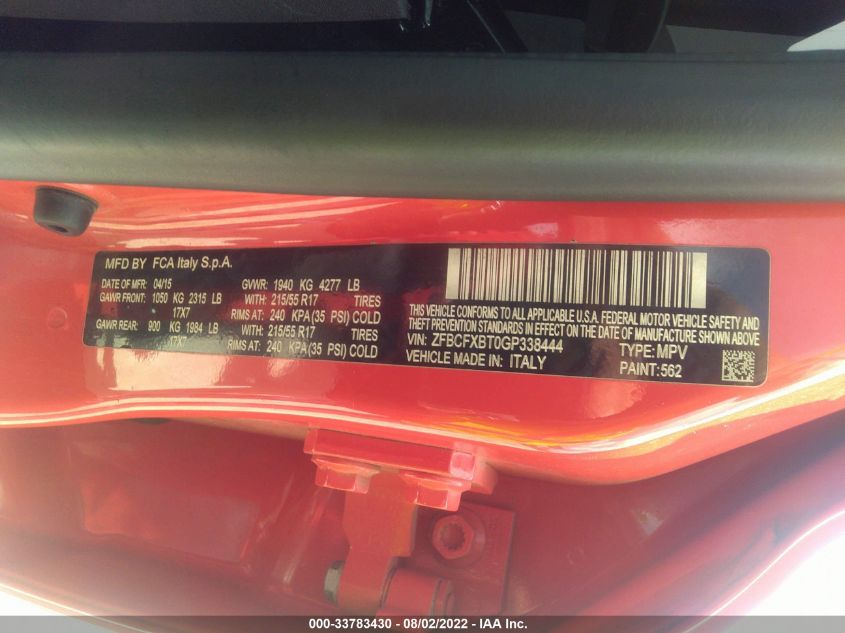 MFD BY FCA Italy S.p.A.
DATE OF MFR 04/15 GVWR: 1940 KG 4277 LB
GAWR FRONT: 1050 KG 2315 LB WITH: 215/55 R17 TIRES
17X7 RIMS AT: 240 KPA(35 PSI) COLD
GAWR REAR: 900 KG 1984 LB WITH: 215/55 R17 TIRES
17X7 RIMS AT: 240 KPA(35 PSI) COLD
THIS VEHICLE CONFORMS TO ALL APPLICABLE U.S.A. FEDERAL MOTOR VEHICLE SAFETY AND
THEFT PREVENTION STANDARDS IN EFFECT ON THE DATE OF MANUFACTURE SHOWN ABOVE
VIN: ZFBCFXBT0GP338444 TYPE: MPV
VEHICLE MADE IN: ITALY PAINT: 562
000-33783430 - 08/02/2022 - IAA Inc.